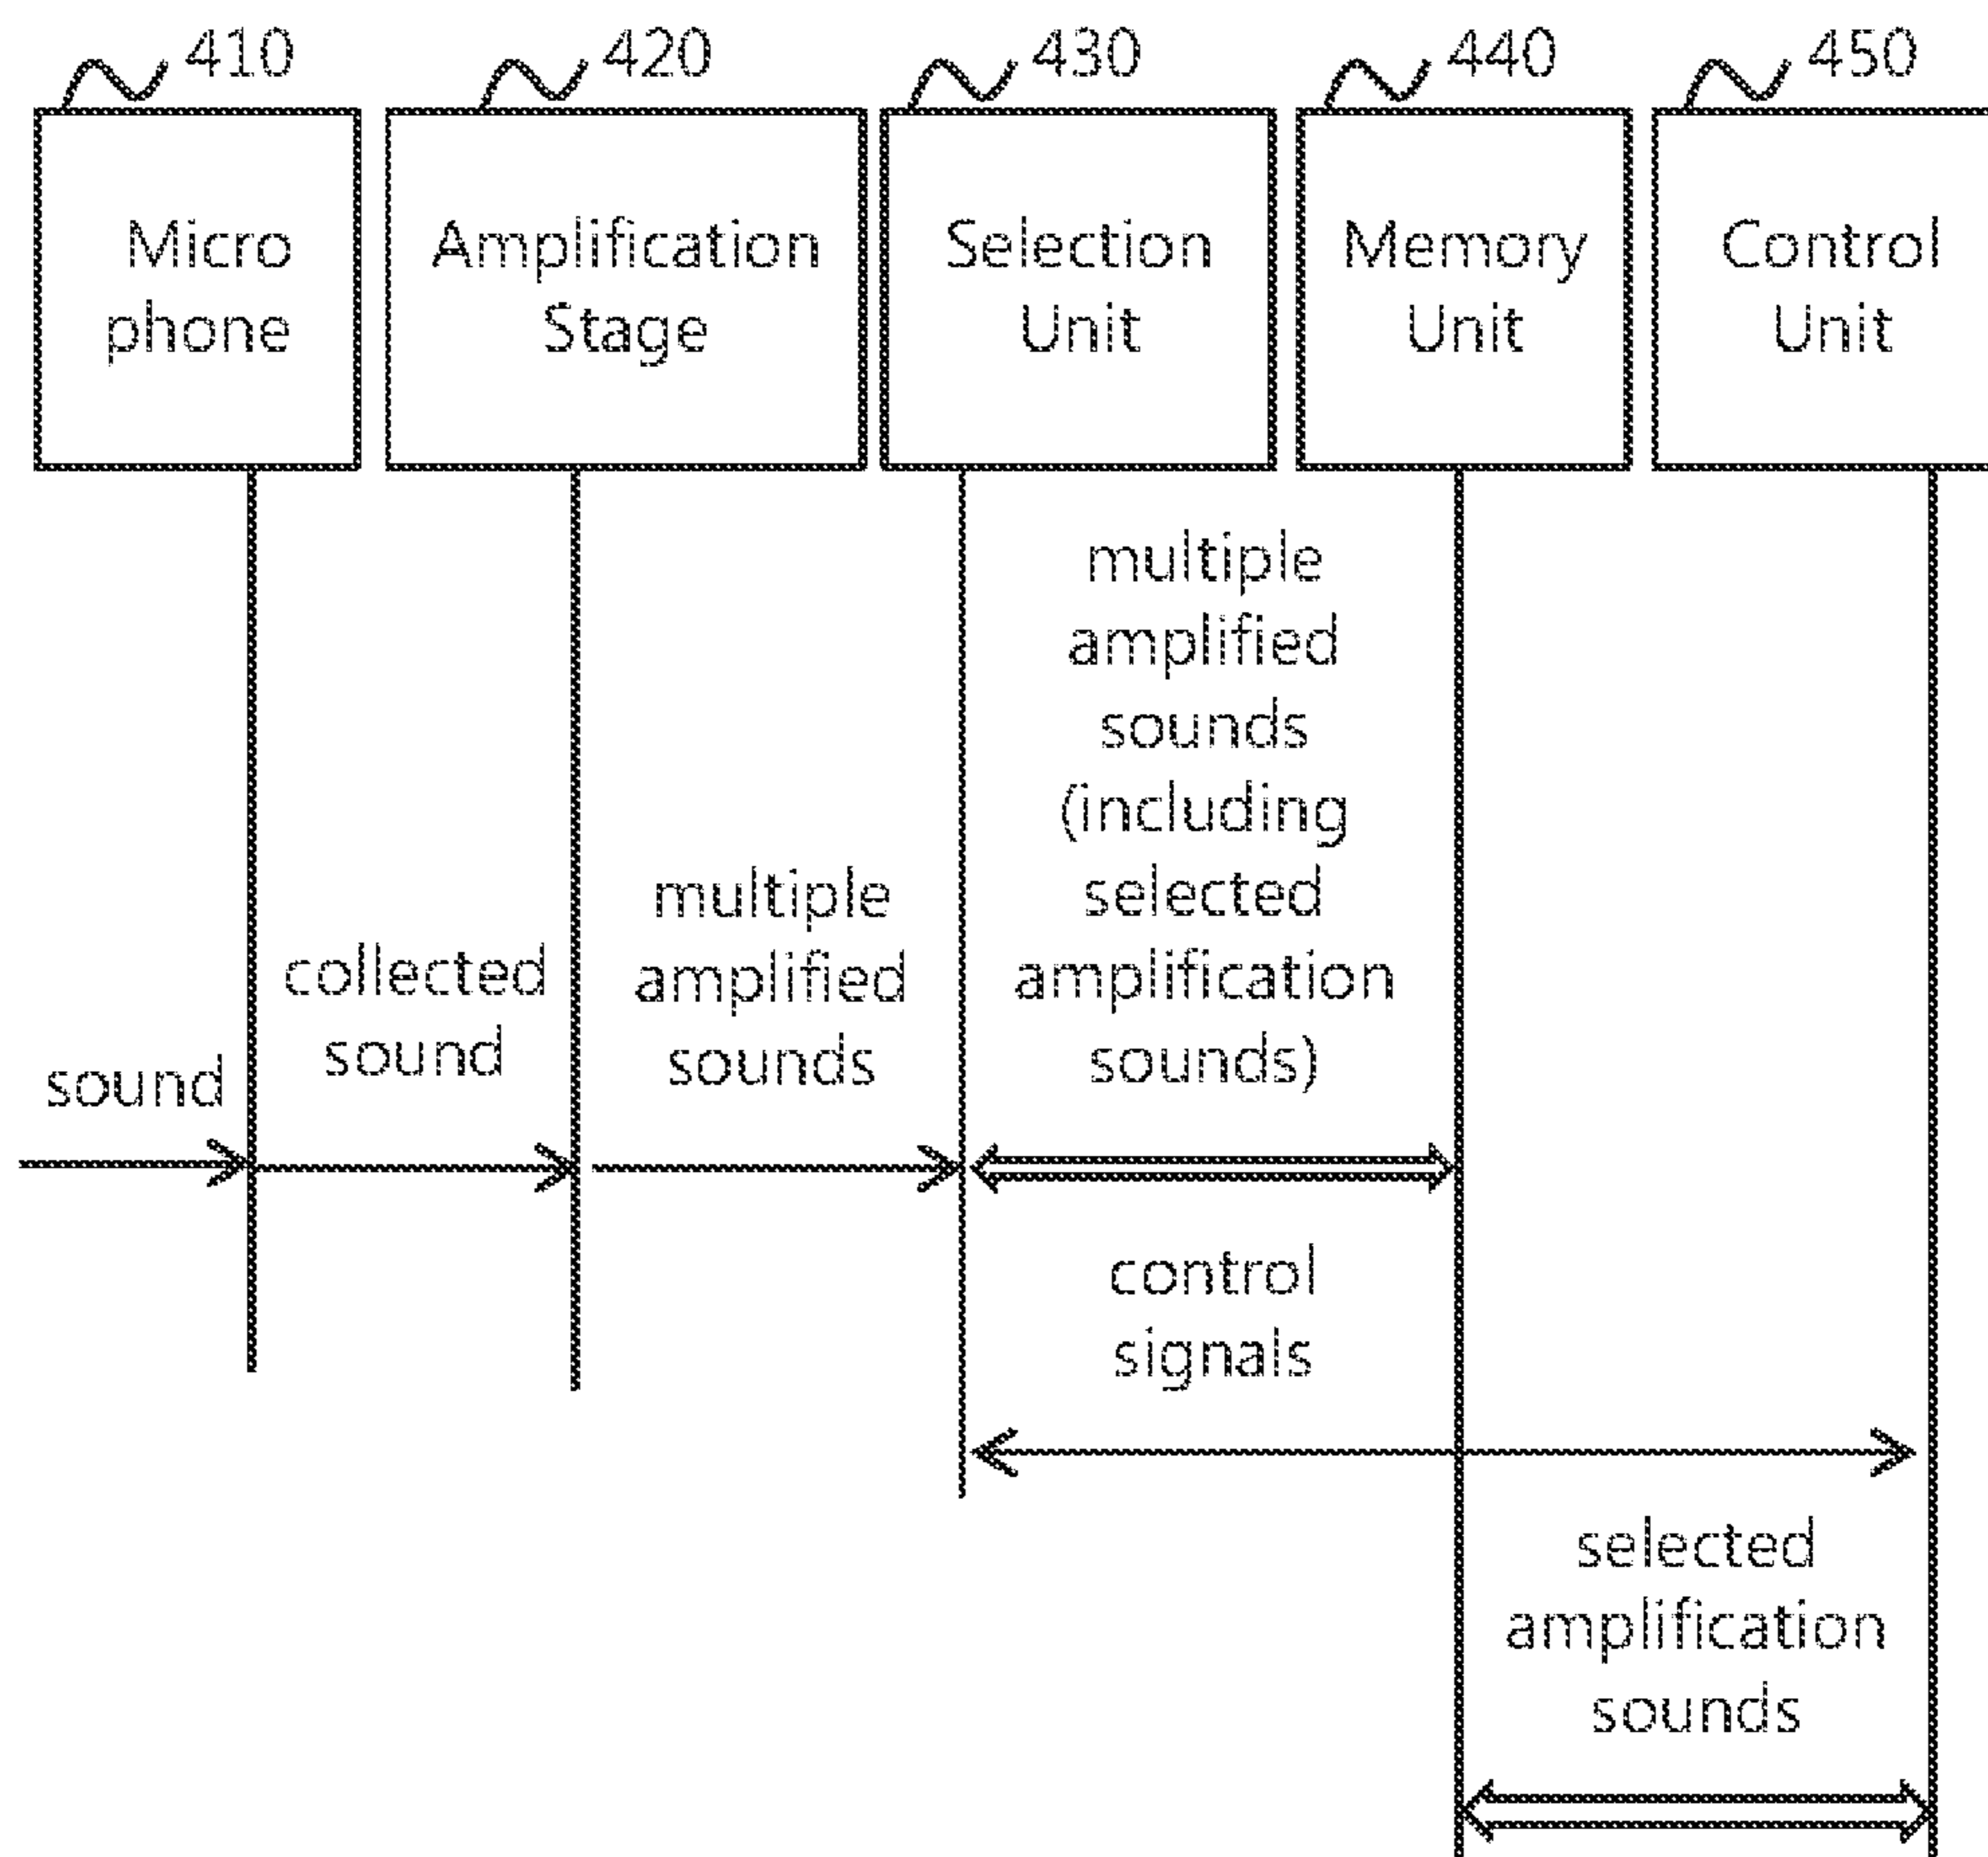 410
420
430
440
450
Micro
phone
Amplification
Stage
Selection
Unit
Memory
Unit
Control
Unit
multiple
amplified
sounds
(including
selected
amplification
sounds)
multiple
amplified
sounds
collected
sound
sound
control
signals
selected
amplification
sounds